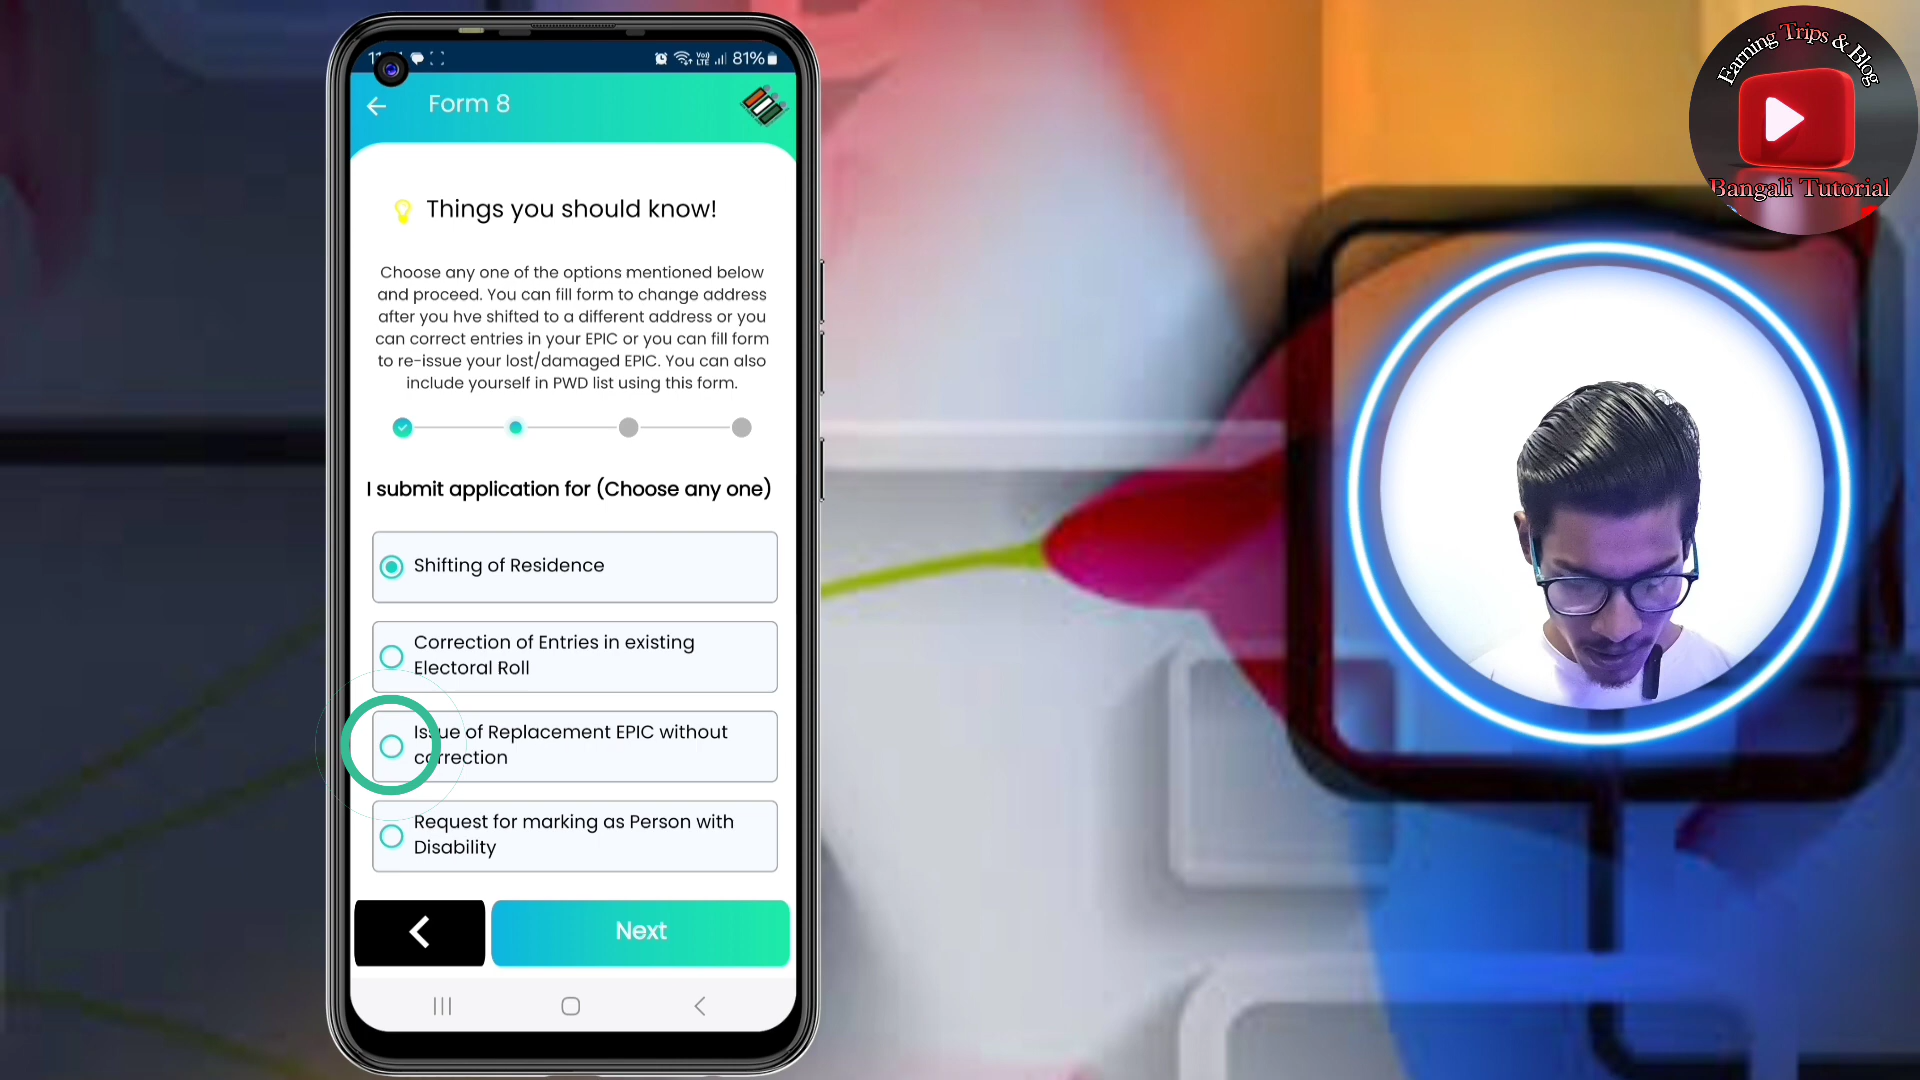 81%
Form 8
Things you should know!
Choose any one of the options mentioned below
and proceed. You can fill form to change address
after you hve shifted to a different address or you
can correct entries in your EPIC or you can fill form
to re-issue your lost/damaged EPIC. You can also
include yourself in PWD list using this form.
I submit application for (Choose any one)
Shifting of Residence
Correction of Entries in existing
Electoral Roll
Issue of Replacement EPIC without
correction
Request for marking as Person with
Disability
Next
Earning Trips & Blog
Bangali Tutorial